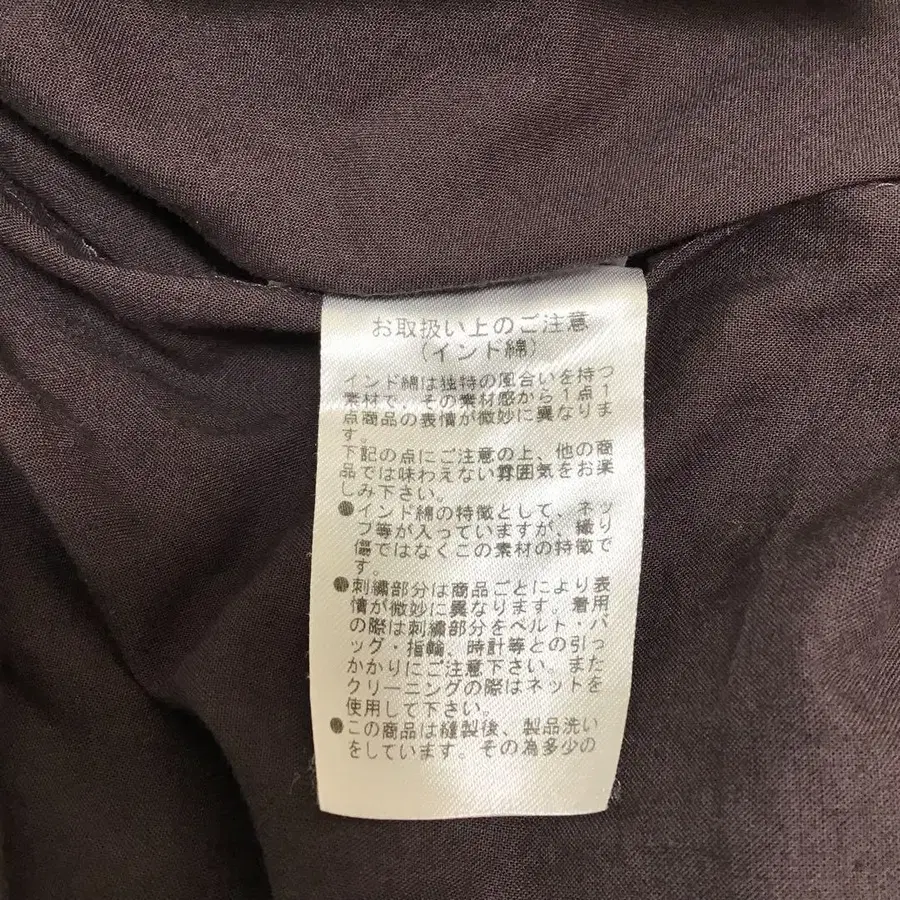 お取扱い上のご注意
(インド綿)
インド綿は独特の風合いを持つ
素材で、その素材感から1点1
点商品の表情が微妙に異なりま
す。
下記の点にご注意の上、他の商
品では味わえない雰囲気をお楽
しみ下さい。
●インド綿の特徴として、ネッ
プ等が入っていますが、織り
傷ではなくこの素材の特徴で
す。
●刺繍部分は商品ごとにより表
情が微妙に異なります。着用
の際は刺繍部分をベルト・バ
ッグ・指輪、時計等との引っ
かかりにご注意下さい。また
クリーニングの際はネットを
使用して下さい。
●この商品は縫製後、製品洗い
をしています。その為多少の